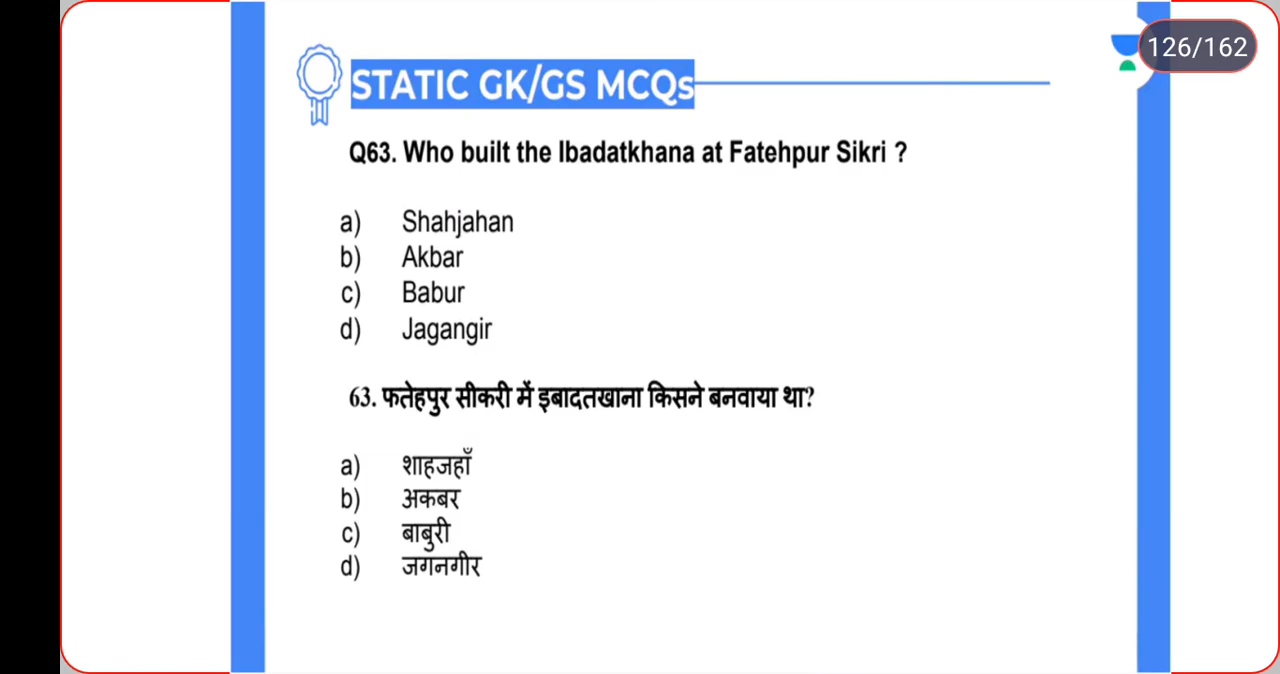 126/162
STATIC GK/GS MCQs
Q63. Who built the Ibadatkhana at Fatehpur Sikri ?
a) Shahjahan
b) Akbar
c) Babur
d) Jagangir
63. फतेहपुर सीकरी में इबादतखाना किसने बनवाया था?
a) शाहजहाँ
b) अकबर
c) बाबुरी
d) जगनगीर